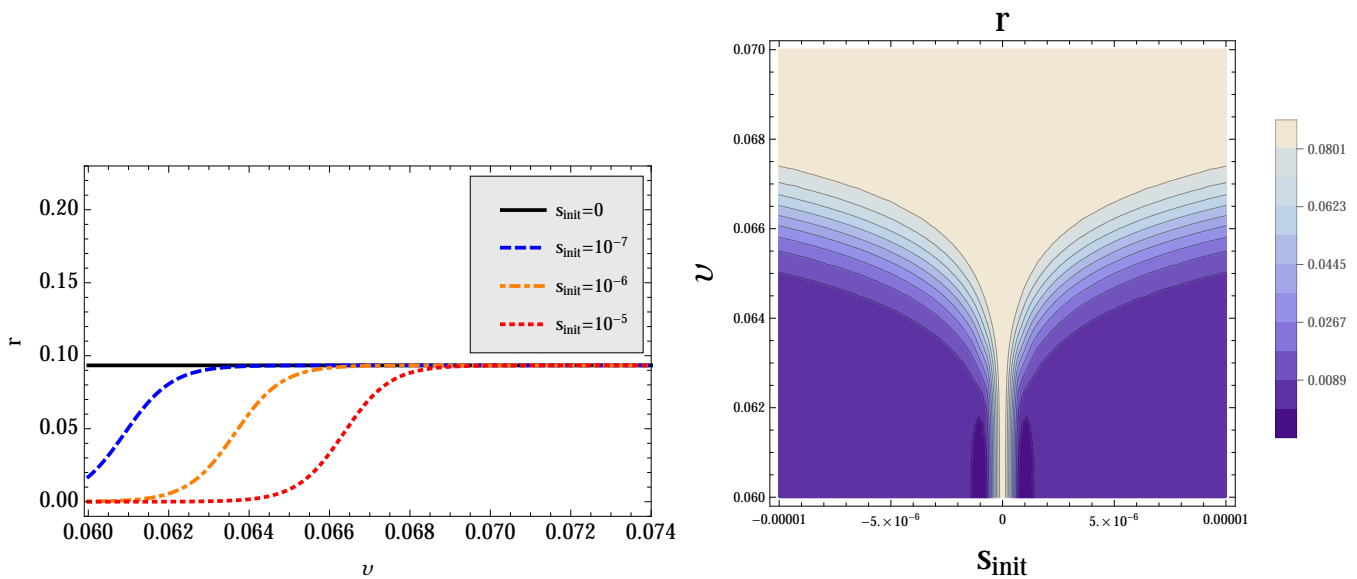 r
0.20
0.15
0.10
0.05
0.00
0.060 0.062 0.064 0.066 0.068 0.070 0.072 0.074
υ
s_init=0
s_init=10⁻⁷
s_init=10⁻⁶
s_init=10⁻⁵
r
υ
0.070
0.068
0.066
0.064
0.062
0.060
-0.00001 -5.×10⁻⁶ 0 5.×10⁻⁶ 0.00001
s_init
0.0801
0.0623
0.0445
0.0267
0.0089